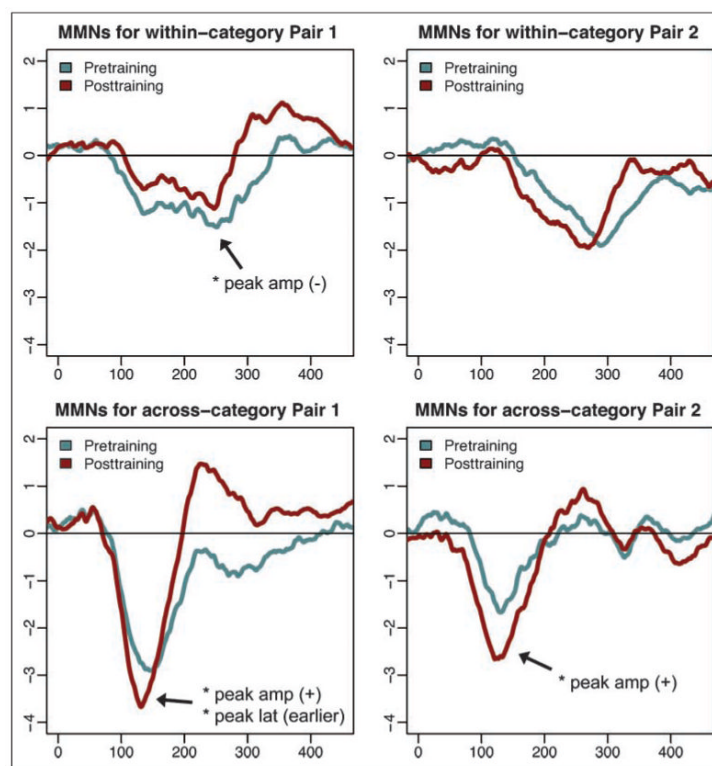 MMNs for within−category Pair 1
Pretraining
Posttraining
2
1
0
−1
−2
−3
−4
* peak amp (-)
0 100 200 300 400
MMNs for within−category Pair 2
Pretraining
Posttraining
2
1
0
−1
−2
−3
−4
0 100 200 300 400
MMNs for across−category Pair 1
Pretraining
Posttraining
2
1
0
−1
−2
−3
−4
* peak amp (+)
* peak lat (earlier)
0 100 200 300 400
MMNs for across−category Pair 2
Pretraining
Posttraining
2
1
0
−1
−2
−3
−4
* peak amp (+)
0 100 200 300 400